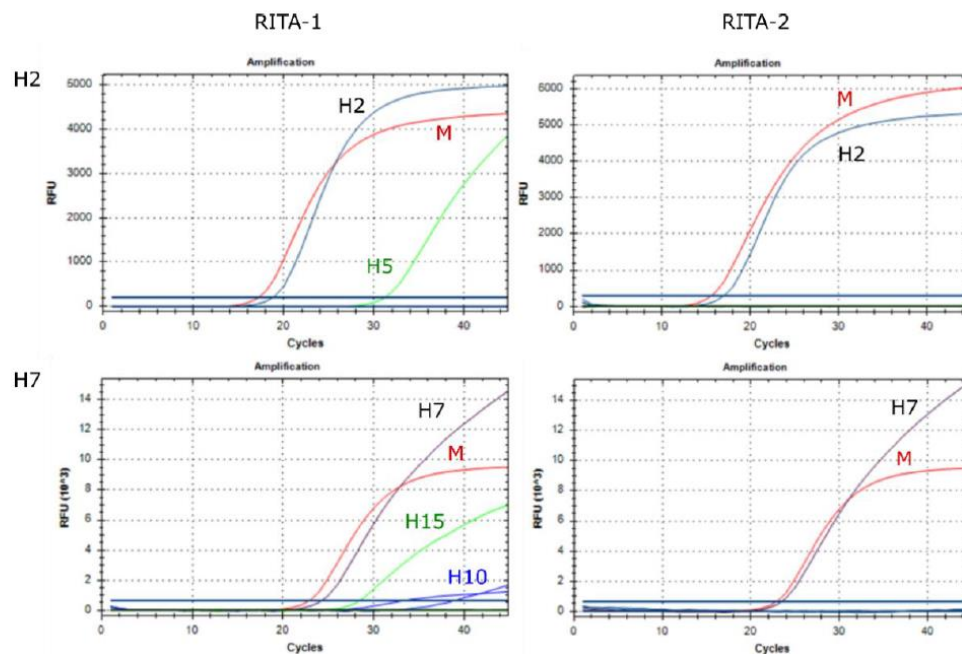 RITA-1
RITA-2
H2
Amplification
RFU
5000
4000
3000
2000
1000
0
0
10
20
30
40
Cycles
H2
M
H5
Amplification
RFU
6000
5000
4000
3000
2000
1000
0
0
10
20
30
40
Cycles
M
H2
H7
Amplification
RFU (10^3)
14
12
10
8
6
4
2
0
0
10
20
30
40
Cycles
H7
M
H15
H10
Amplification
RFU (10^3)
14
12
10
8
6
4
2
0
0
10
20
30
40
Cycles
H7
M